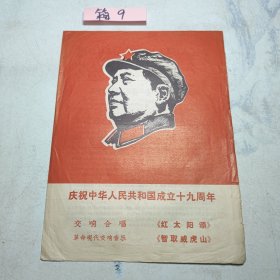 箱9
庆祝中华人民共和国成立十九周年
交响合唱 《红太阳颂》
革命现代交响音乐 《智取威虎山》